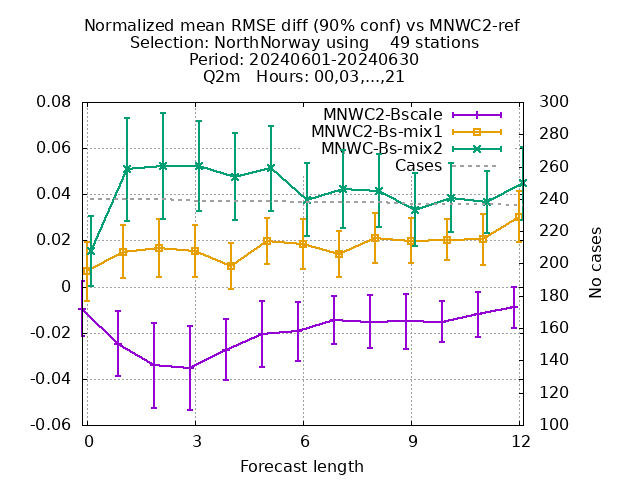 Normalized mean RMSE diff (90% conf) vs MNWC2-ref
Selection: NorthNorway using 49 stations
Period: 20240601-20240630
Q2m Hours: 00,03,...,21
MNWC2-Bscale
MNWC2-Bs-mix1
MNWC-Bs-mix2
Cases
0.08
0.06
0.04
0.02
0
-0.02
-0.04
-0.06
300
280
260
240
220
200
180
160
140
120
100
No cases
0 3 6 9 12
Forecast length